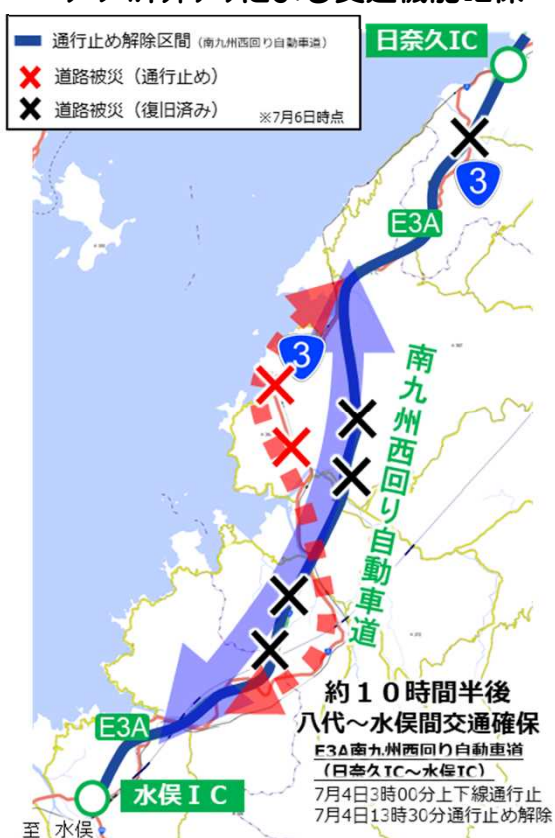 通行止め解除区間（南九州西回り自動車道）
道路被災（通行止め）
道路被災（復旧済み） ※7月6日時点
日奈久IC
3
E3A
3
南九州西回り自動車道
E3A
水俣ＩＣ
至 水俣
約１０時間半後
八代～水俣間交通確保
E3A南九州西回り自動車道
（日奈久IC～水俣IC）
7月4日3時00分上下線通行止
7月4日13時30分通行止め解除